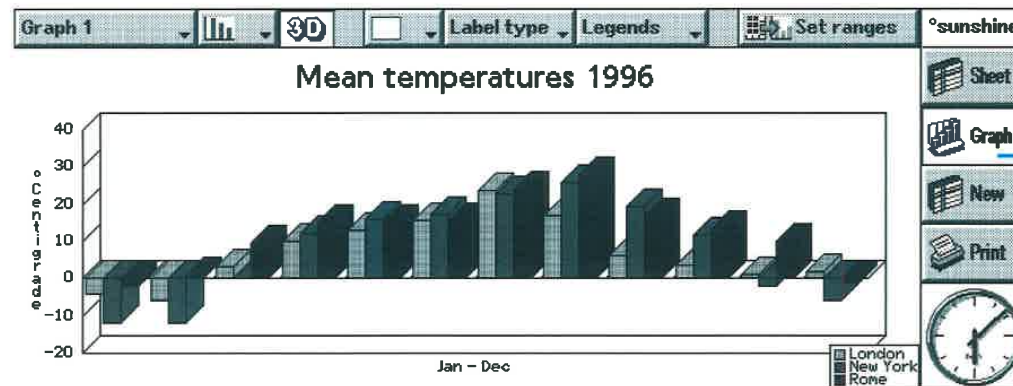 Graph 1
3D
Label type
Legends
Set ranges
°sunshine
Sheet
Graph
New
Print
Mean temperatures 1996
°Centigrade
40
30
20
10
0
-10
-20
Jan - Dec
London
New York
Rome